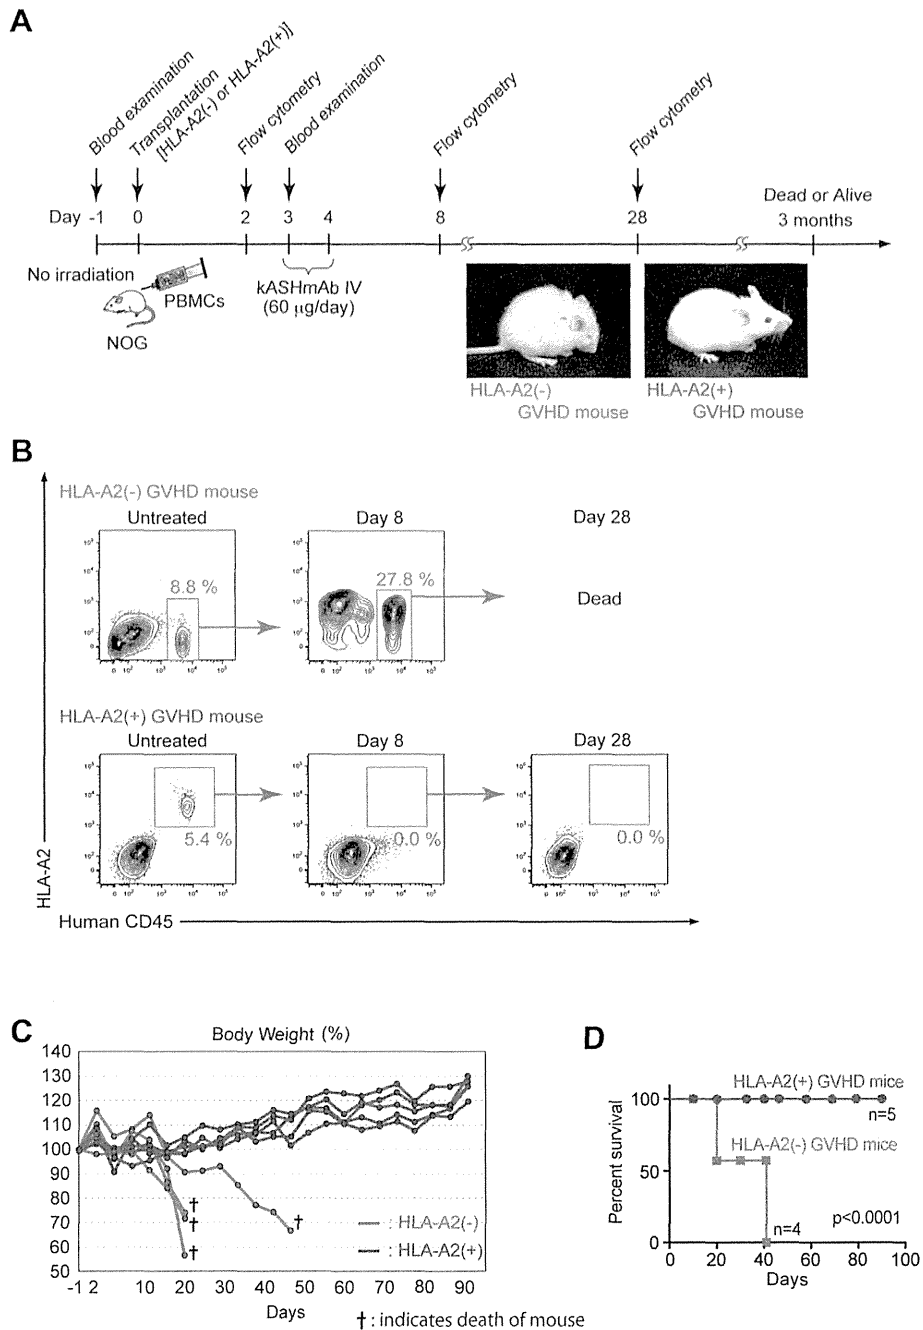 A
Blood examination
Transplantation
[HLA-A2(-) or HLA-A2(+)]
Flow cytometry
Blood examination
Flow cytometry
Flow cytometry
Dead or Alive
3 months
Day -1 0 2 3 4 8 28
No irradiation
PBMCs
NOG
kASHmAb IV
(60 μg/day)
HLA-A2(-)
GVHD mouse
HLA-A2(+)
GVHD mouse
B
HLA-A2(-) GVHD mouse
Untreated Day 8 Day 28
8.8 %
27.8 %
Dead
HLA-A2(+) GVHD mouse
Untreated Day 8 Day 28
5.4 %
0.0 %
0.0 %
HLA-A2
Human CD45
C
Body Weight (%)
140
130
120
110
100
90
80
70
60
50
-1 2 10 20 30 40 50 60 70 80 90
Days
†
†
†
†
: HLA-A2(-)
: HLA-A2(+)
† : indicates death of mouse
D
HLA-A2(+) GVHD mice
n=5
HLA-A2(-) GVHD mice
n=4
p<0.0001
Percent survival
100
50
0
0 20 40 60 80 100
Days